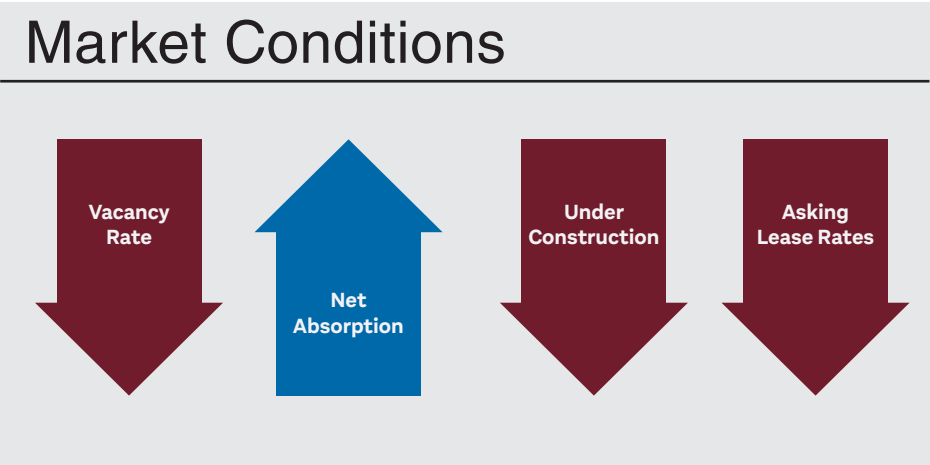 Market Conditions
Vacancy
Rate
Net
Absorption
Under
Construction
Asking
Lease Rates